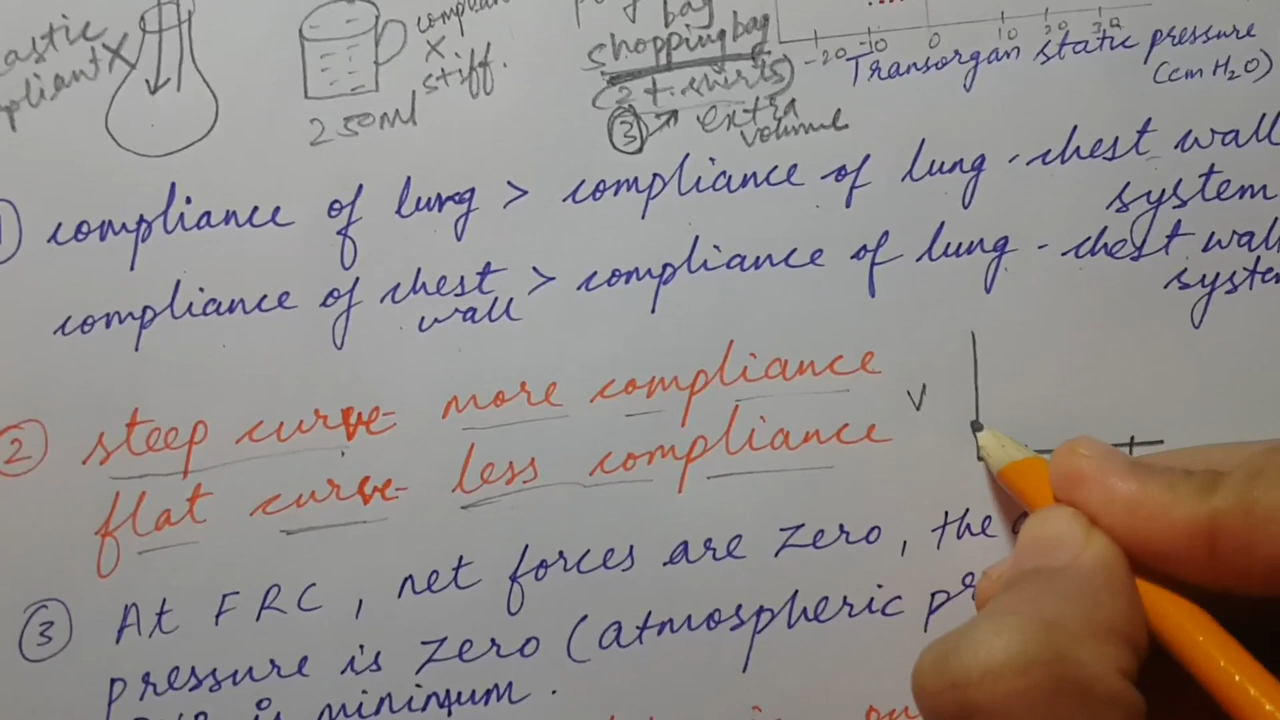 compliant X
X
stiff.
250ml
bag
shopping bag
(2 t.shirts)
3 → extra
volume
-20 -10 0 10 20 30
Transorgan static pressure
(cm H2O)
1) compliance of lung > compliance of lung - chest wall
system
compliance of chest > compliance of lung - chest wall
wall
2 steep curve - more compliance
flat curve - less compliance
V
3 At FRC, net forces are zero, the
pressure is zero (atmospheric
is minimum.